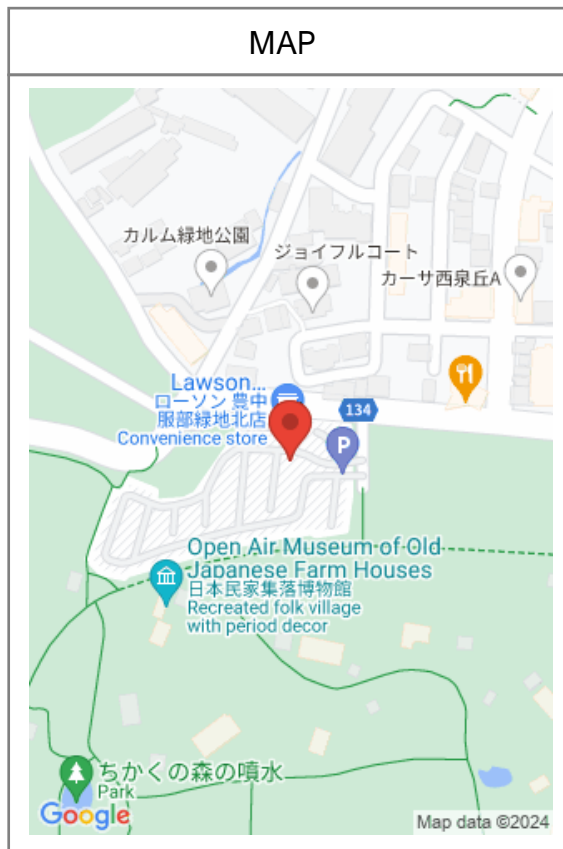 MAP
カルム緑地公園
ジョイフルコート
カーサ西泉丘A
Lawson...
ローソン 豊中
服部緑地北店
Convenience store
134
P
Open Air Museum of Old
Japanese Farm Houses
日本民家集落博物館
Recreated folk village
with period decor
ちかくの森の噴水
Park
Google
Map data ©2024